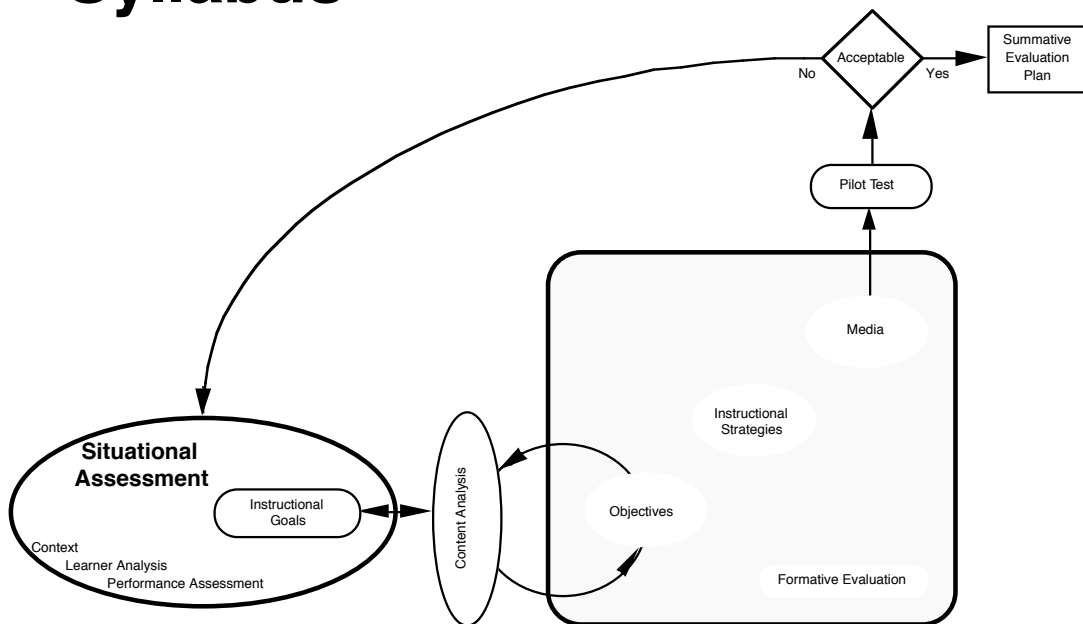 Syllabus
Acceptable
No
Yes
Summative
Evaluation
Plan
Pilot Test
Media
Instructional
Strategies
Situational
Assessment
Instructional
Goals
Context
Learner Analysis
Performance Assessment
Content Analysis
Objectives
Formative Evaluation